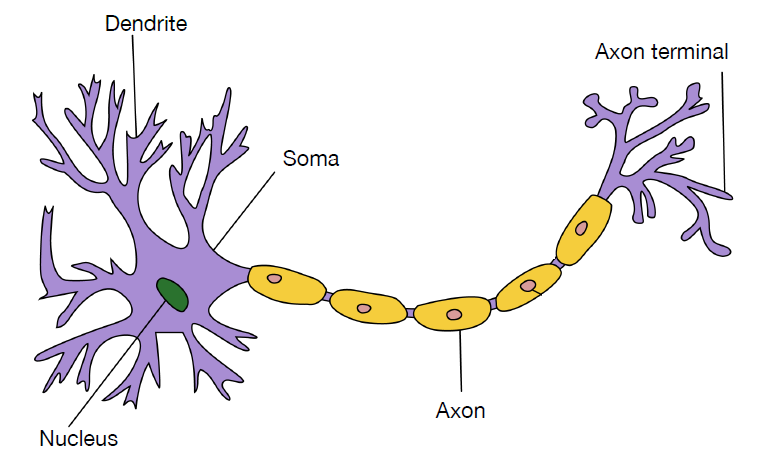 Dendrite
Axon terminal
Soma
Axon
Nucleus